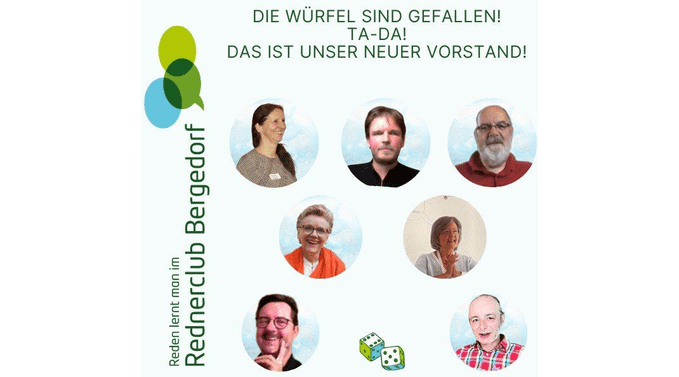 DIE WÜRFEL SIND GEFALLEN!
TA-DA!
DAS IST UNSER NEUER VORSTAND!
Reden lernt man im
Rednerclub Bergedorf